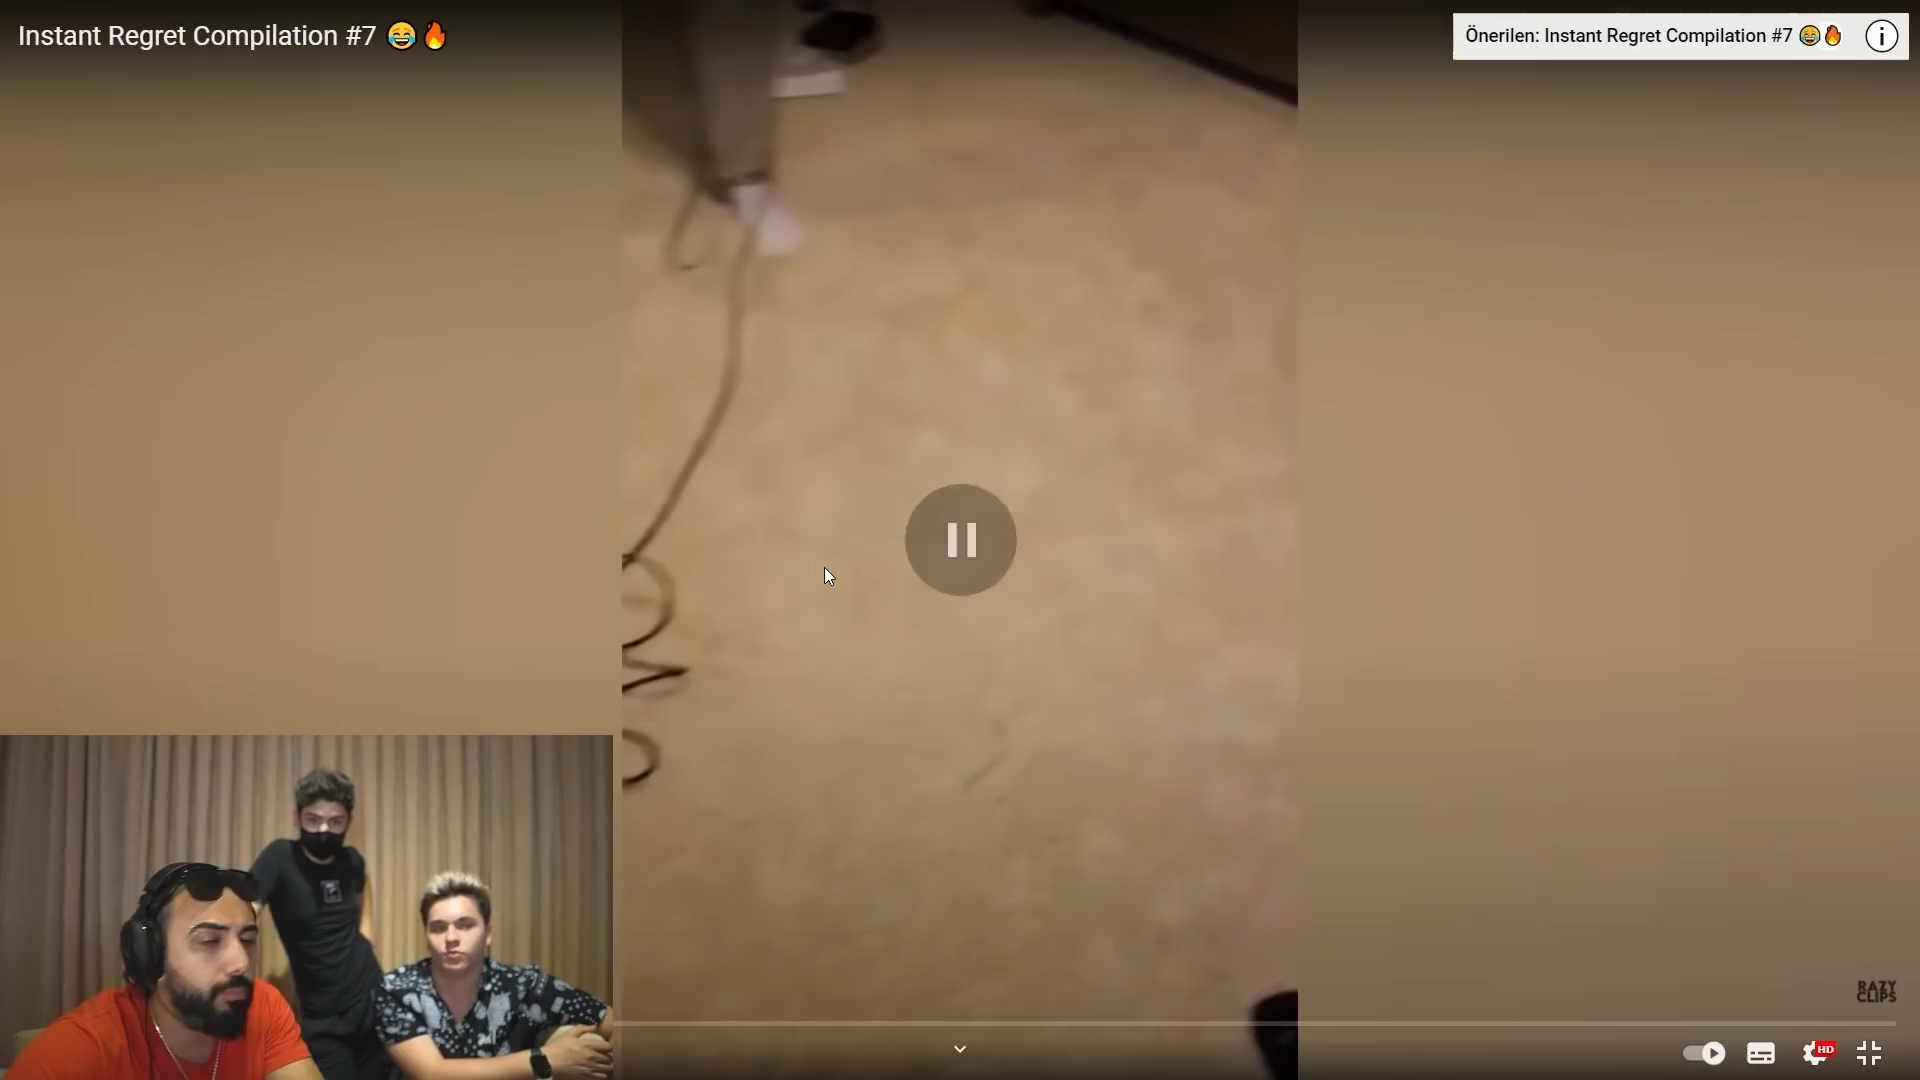 Instant Regret Compilation #7 😂🔥
Önerilen: Instant Regret Compilation #7 😂🔥
RAZY
CLIPS
HD